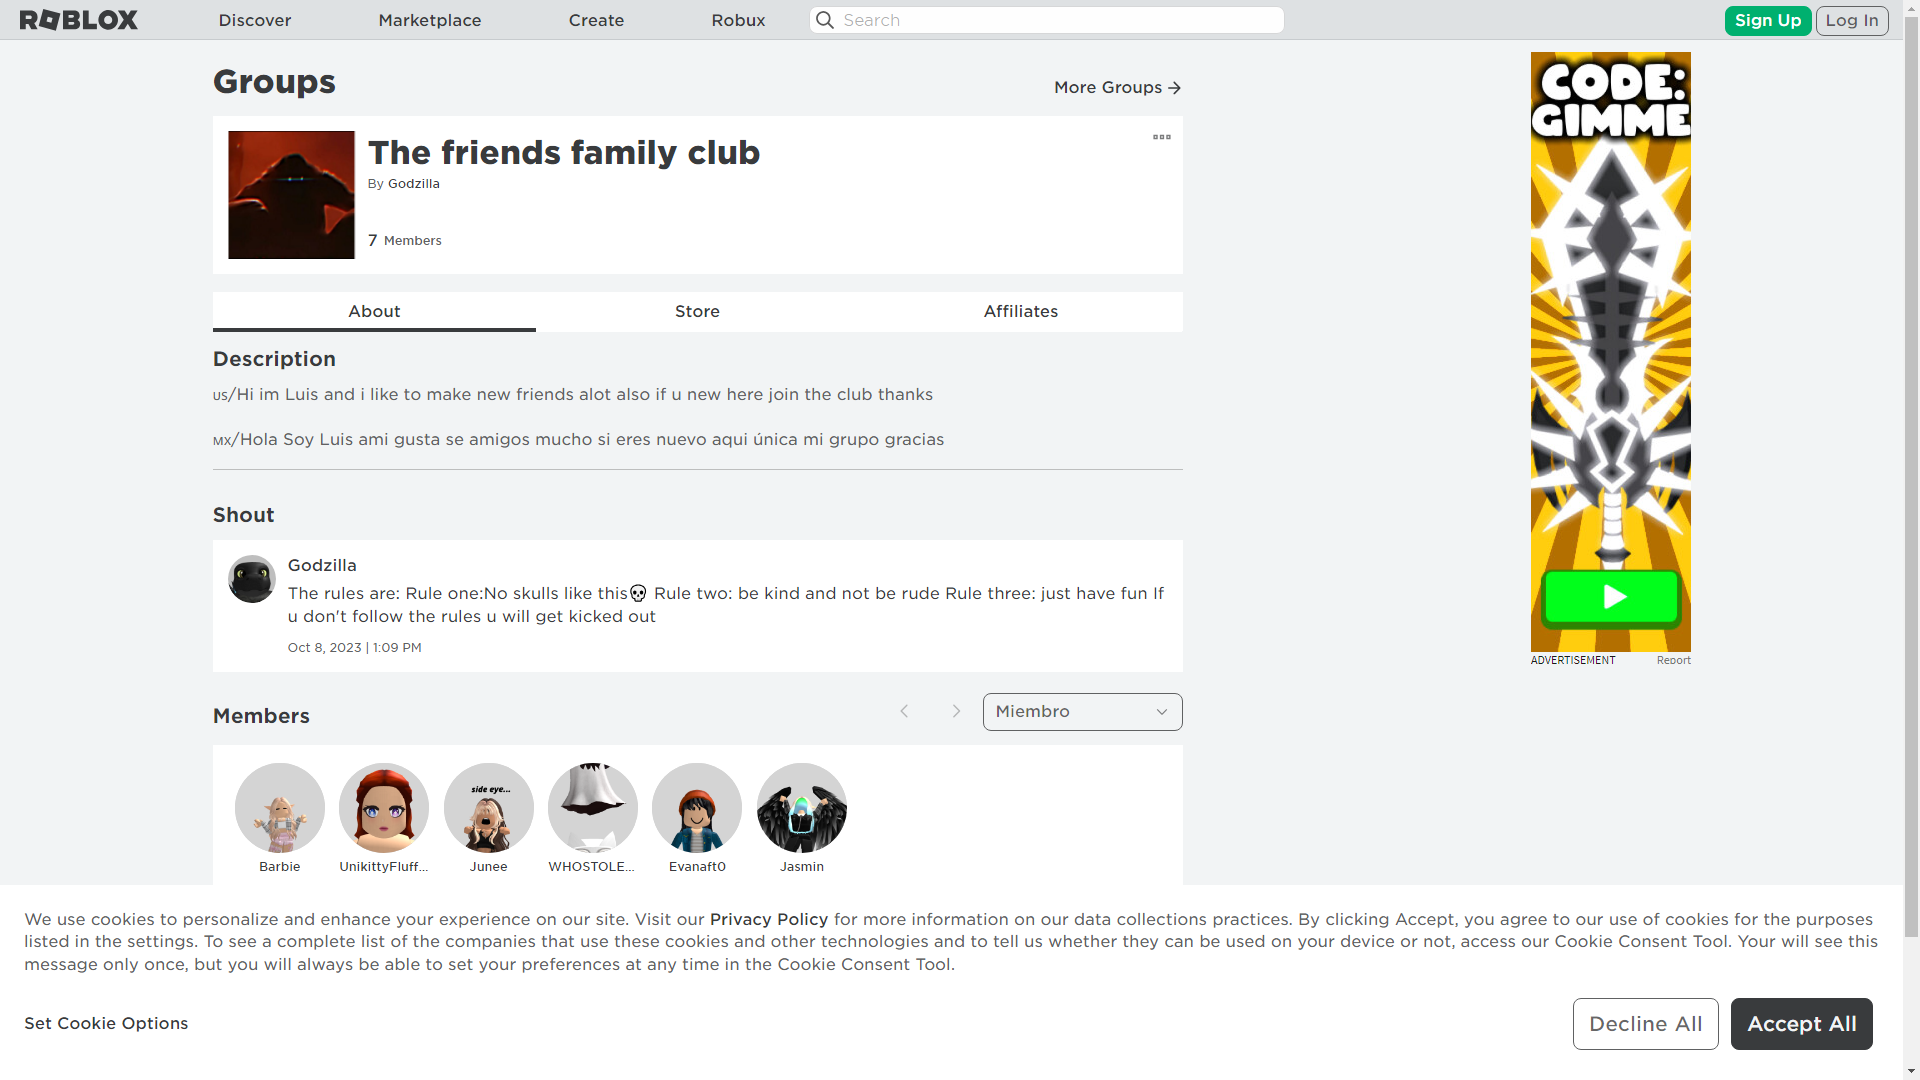 ROBLOX
Discover
Marketplace
Create
Robux
Search
Sign Up
Log In
Groups
More Groups
The friends family club
By Godzilla
7 Members
About
Store
Affiliates
Description
US/Hi im Luis and i like to make new friends alot also if u new here join the club thanks
MX/Hola Soy Luis ami gusta se amigos mucho si eres nuevo aqui única mi grupo gracias
Shout
Godzilla
The rules are: Rule one:No skulls like this💀 Rule two: be kind and not be rude Rule three: just have fun If
u don't follow the rules u will get kicked out
Oct 8, 2023 | 1:09 PM
Members
Miembro
side eye...
Barbie
UnikittyFluff...
Junee
WHOSTOLE...
Evanaft0
Jasmin
CODE:
GIMME
ADVERTISEMENT
Report
We use cookies to personalize and enhance your experience on our site. Visit our Privacy Policy for more information on our data collections practices. By clicking Accept, you agree to our use of cookies for the purposes
listed in the settings. To see a complete list of the companies that use these cookies and other technologies and to tell us whether they can be used on your device or not, access our Cookie Consent Tool. Your will see this
message only once, but you will always be able to set your preferences at any time in the Cookie Consent Tool.
Set Cookie Options
Decline All
Accept All